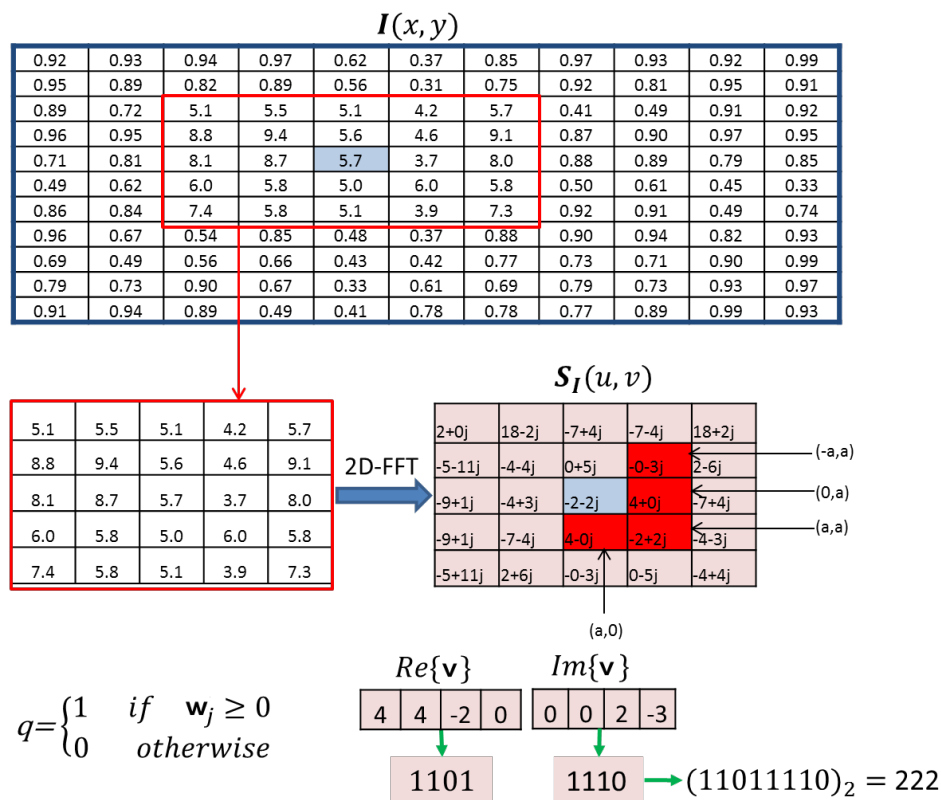 I(x, y)
0.92 0.93 0.94 0.97 0.62 0.37 0.85 0.97 0.93 0.92 0.99
0.95 0.89 0.82 0.89 0.56 0.31 0.75 0.92 0.81 0.95 0.91
0.89 0.72 5.1 5.5 5.1 4.2 5.7 0.41 0.49 0.91 0.92
0.96 0.95 8.8 9.4 5.6 4.6 9.1 0.87 0.90 0.97 0.95
0.71 0.81 8.1 8.7 5.7 3.7 8.0 0.88 0.89 0.79 0.85
0.49 0.62 6.0 5.8 5.0 6.0 5.8 0.50 0.61 0.45 0.33
0.86 0.84 7.4 5.8 5.1 3.9 7.3 0.92 0.91 0.49 0.74
0.96 0.67 0.54 0.85 0.48 0.37 0.88 0.90 0.94 0.82 0.93
0.69 0.49 0.56 0.66 0.43 0.42 0.77 0.73 0.71 0.90 0.99
0.79 0.73 0.90 0.67 0.33 0.61 0.69 0.79 0.73 0.93 0.97
0.91 0.94 0.89 0.49 0.41 0.78 0.78 0.77 0.89 0.99 0.93
5.1 5.5 5.1 4.2 5.7
8.8 9.4 5.6 4.6 9.1
8.1 8.7 5.7 3.7 8.0
6.0 5.8 5.0 6.0 5.8
7.4 5.8 5.1 3.9 7.3
2D-FFT
S_I(u, v)
2+0j 18-2j -7+4j -7-4j 18+2j
-5-11j -4-4j 0+5j -0-3j 2-6j
-9+1j -4+3j -2-2j 4+0j -7+4j
-9+1j -7-4j 4-0j -2+2j -4-3j
-5+11j 2+6j -0-3j 0-5j -4+4j
(-a,a)
(0,a)
(a,a)
(a,0)
q={1 if w_j ≥ 0
0 otherwise
Re{v}
4 4 -2 0
1101
Im{v}
0 0 2 -3
1110
(11011110)₂ = 222